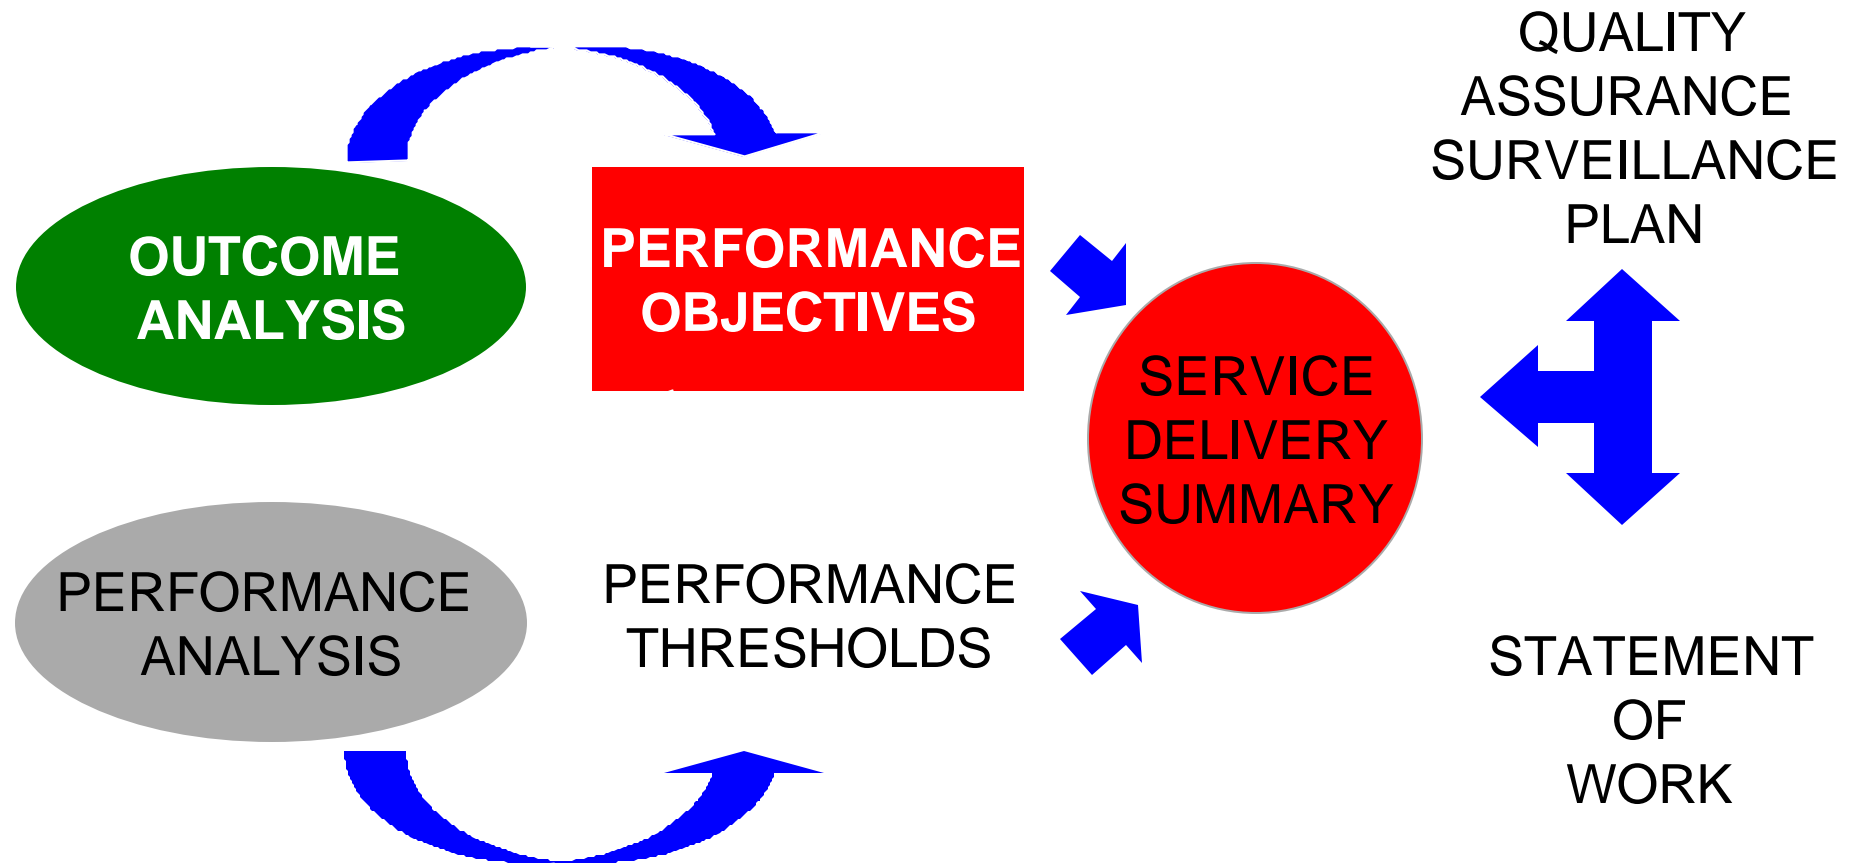 OUTCOME
ANALYSIS
PERFORMANCE
OBJECTIVES
PERFORMANCE
ANALYSIS
PERFORMANCE
THRESHOLDS
SERVICE
DELIVERY
SUMMARY
QUALITY
ASSURANCE
SURVEILLANCE
PLAN
STATEMENT
OF
WORK